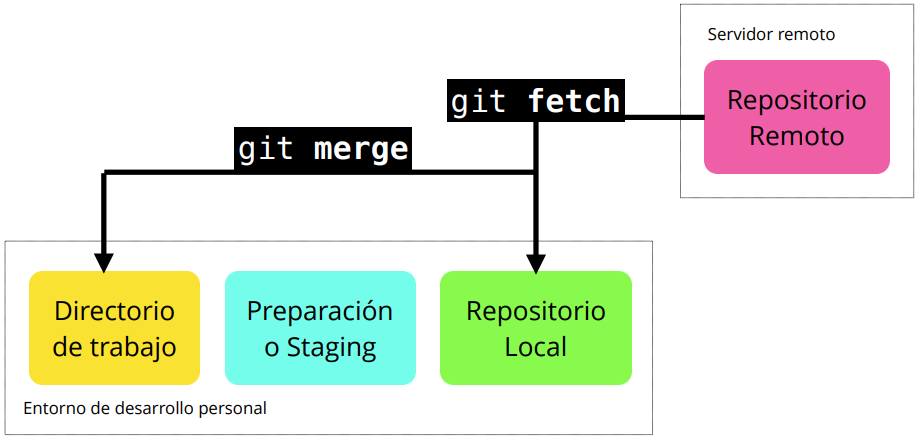 Servidor remoto
Repositorio
Remoto
git fetch
git merge
Directorio
de trabajo
Preparación
o Staging
Repositorio
Local
Entorno de desarrollo personal